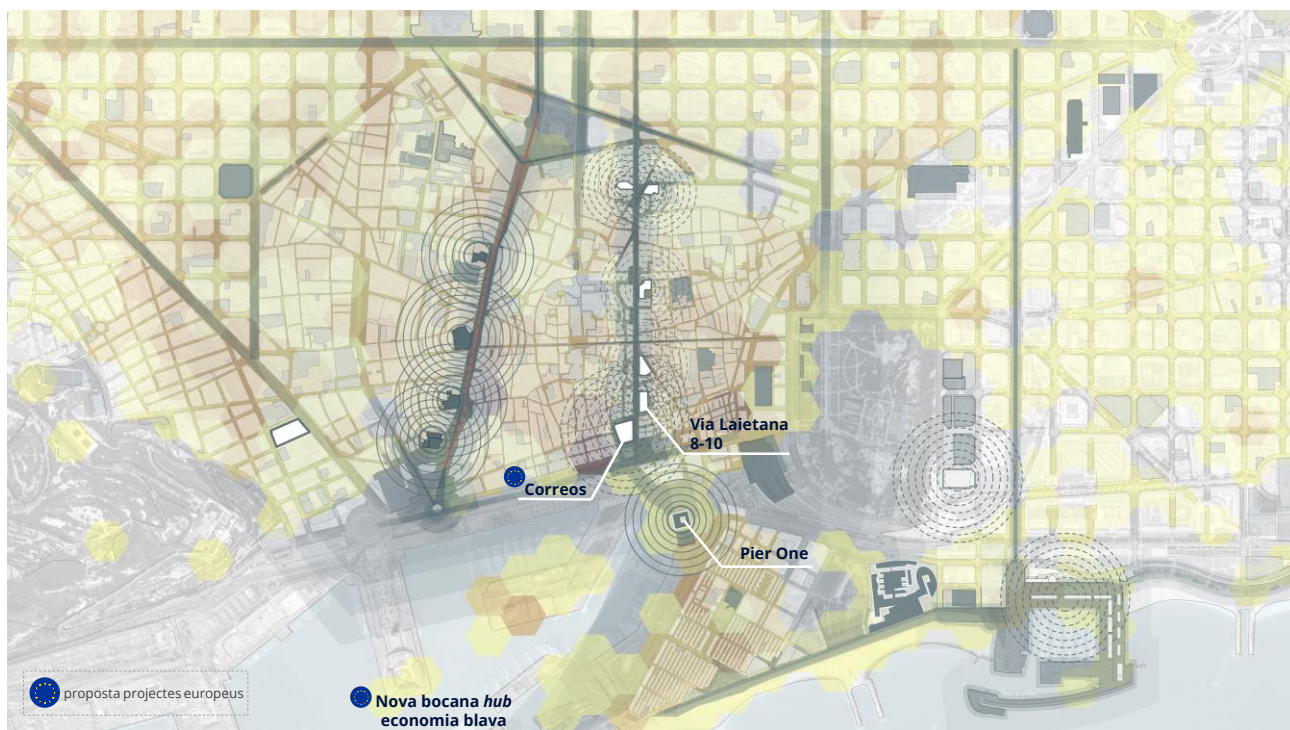 Via Laietana
8-10
Correos
Pier One
proposta projectes europeus
Nova bocana hub
economia blava